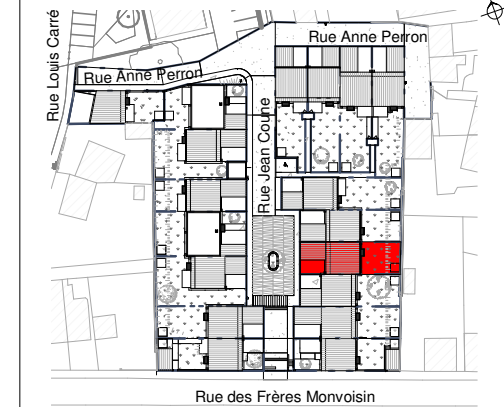 Rue Anne Perron
Rue Louis Carré
Rue Anne Perron
Rue Jean Coune
Rue des Frères Monvoisin